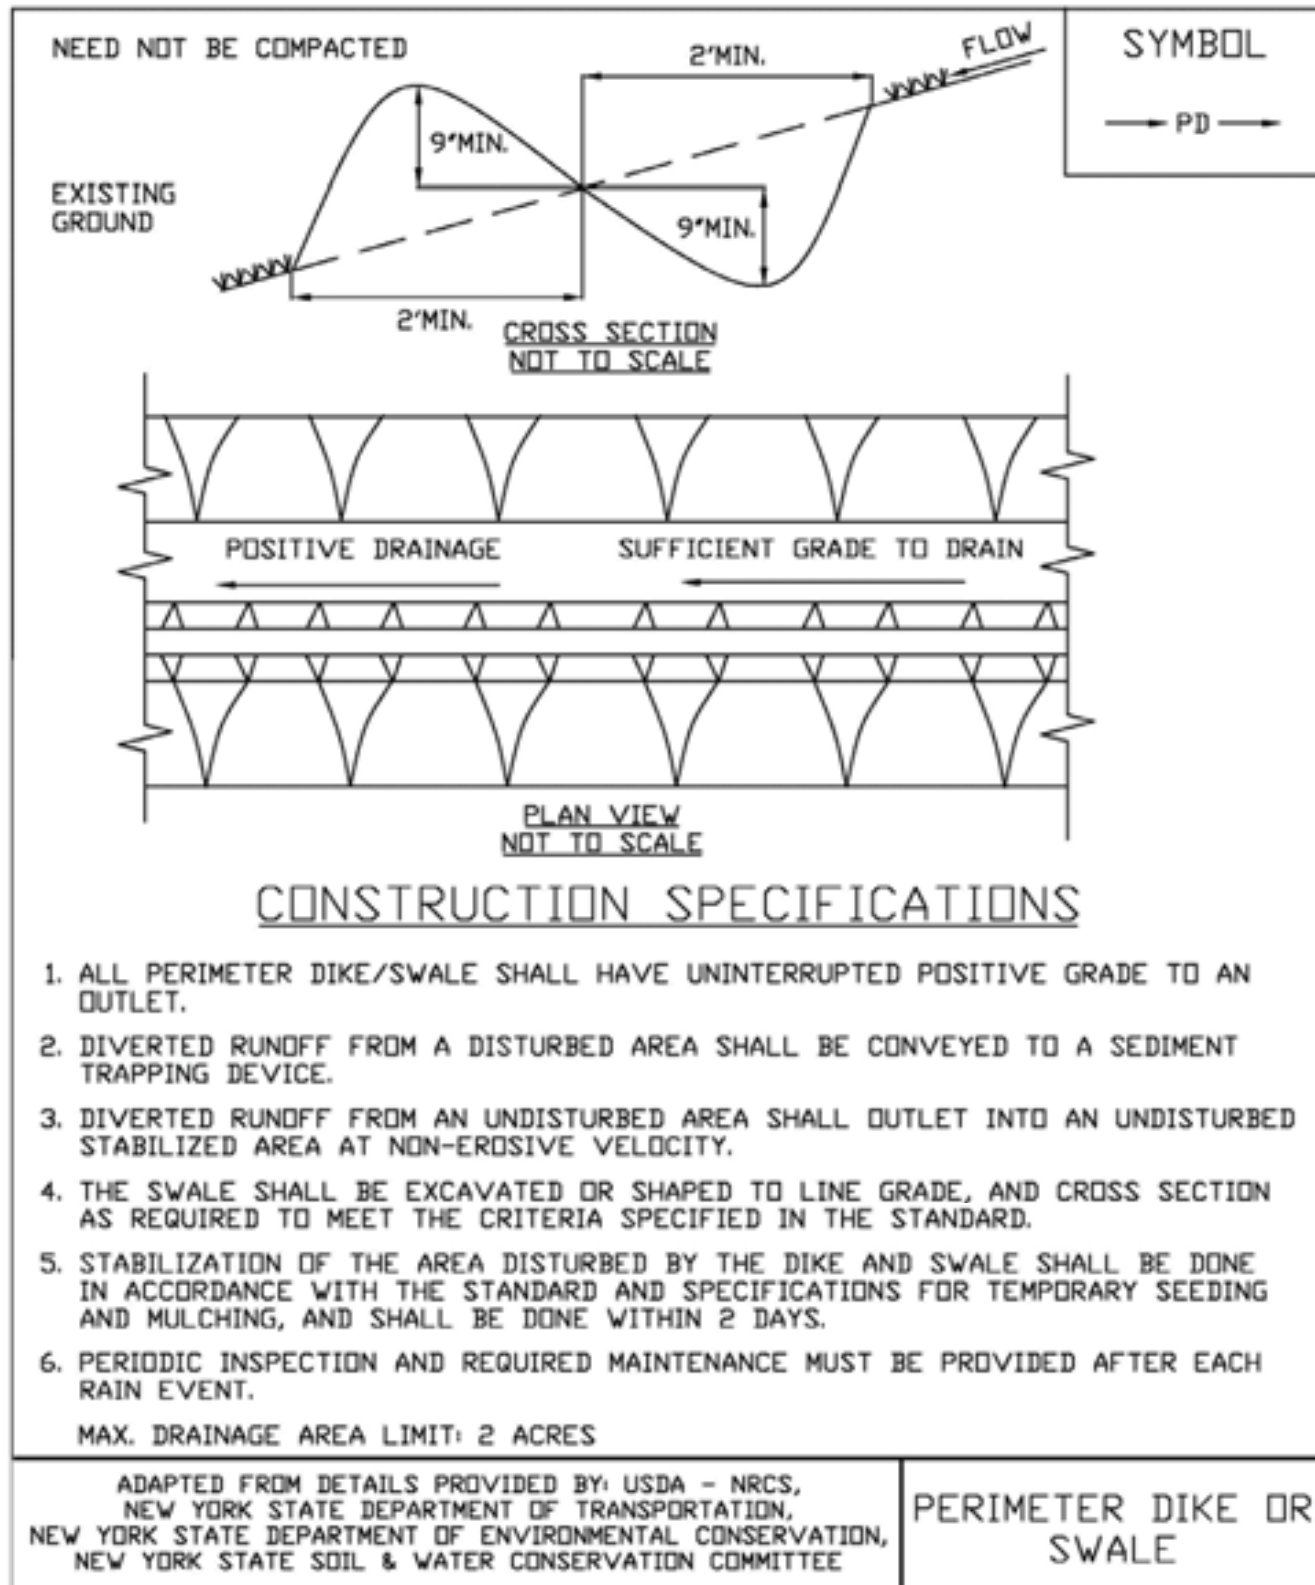 NEED NOT BE COMPACTED
2'MIN.
FLOW
SYMBOL
PD
9"MIN.
EXISTING
GROUND
9"MIN.
2'MIN.
CROSS SECTION
NOT TO SCALE
POSITIVE DRAINAGE
SUFFICIENT GRADE TO DRAIN
PLAN VIEW
NOT TO SCALE
CONSTRUCTION SPECIFICATIONS
1. ALL PERIMETER DIKE/SWALE SHALL HAVE UNINTERRUPTED POSITIVE GRADE TO AN
OUTLET.
2. DIVERTED RUNOFF FROM A DISTURBED AREA SHALL BE CONVEYED TO A SEDIMENT
TRAPPING DEVICE.
3. DIVERTED RUNOFF FROM AN UNDISTURBED AREA SHALL OUTLET INTO AN UNDISTURBED
STABILIZED AREA AT NON-EROSIVE VELOCITY.
4. THE SWALE SHALL BE EXCAVATED OR SHAPED TO LINE GRADE, AND CROSS SECTION
AS REQUIRED TO MEET THE CRITERIA SPECIFIED IN THE STANDARD.
5. STABILIZATION OF THE AREA DISTURBED BY THE DIKE AND SWALE SHALL BE DONE
IN ACCORDANCE WITH THE STANDARD AND SPECIFICATIONS FOR TEMPORARY SEEDING
AND MULCHING, AND SHALL BE DONE WITHIN 2 DAYS.
6. PERIODIC INSPECTION AND REQUIRED MAINTENANCE MUST BE PROVIDED AFTER EACH
RAIN EVENT.
MAX. DRAINAGE AREA LIMIT: 2 ACRES
ADAPTED FROM DETAILS PROVIDED BY: USDA - NRCS,
NEW YORK STATE DEPARTMENT OF TRANSPORTATION,
NEW YORK STATE DEPARTMENT OF ENVIRONMENTAL CONSERVATION,
NEW YORK STATE SOIL & WATER CONSERVATION COMMITTEE
PERIMETER DIKE OR
SWALE